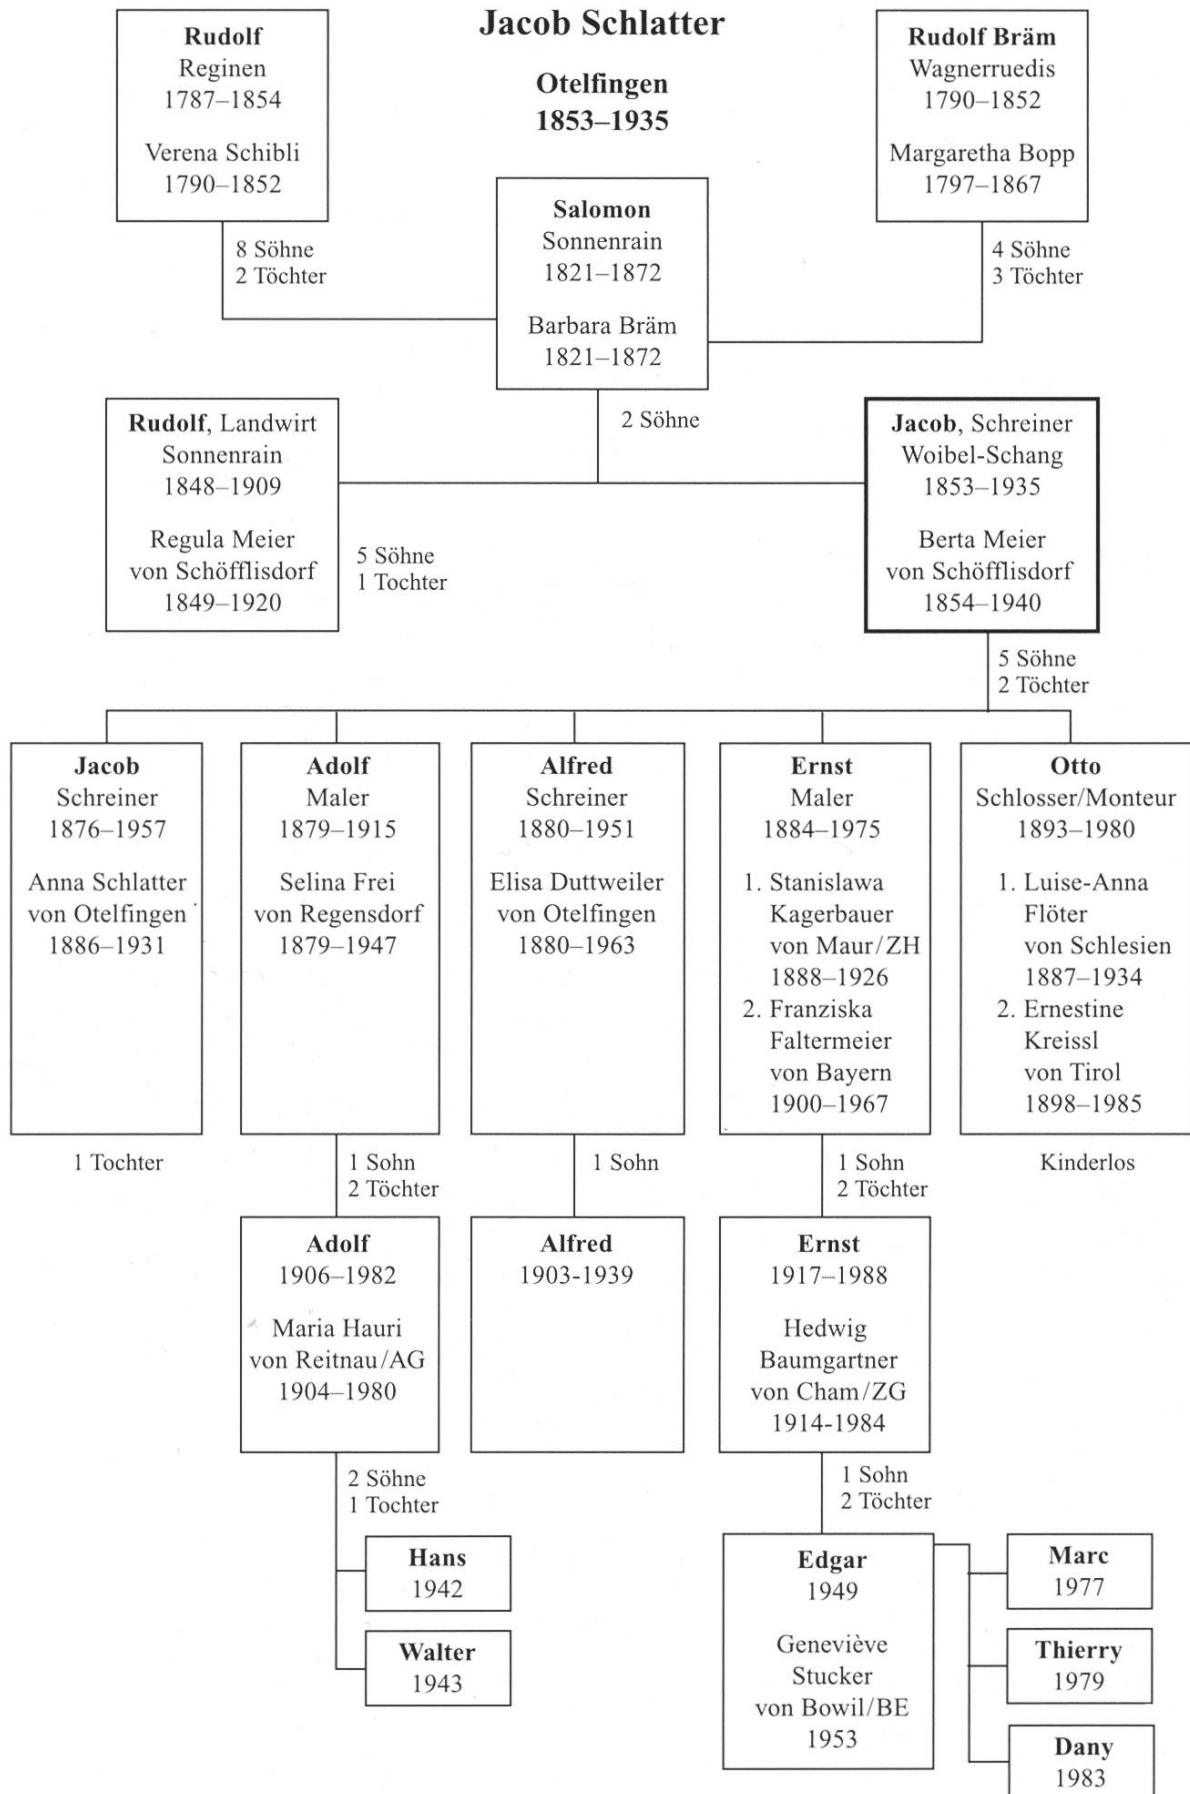 Jacob Schlatter
Otelfingen
1853–1935
Rudolf
Reginen
1787–1854
Verena Schibli
1790–1852
8 Söhne
2 Töchter
Rudolf Bräm
Wagnerruedis
1790–1852
Margaretha Bopp
1797–1867
4 Söhne
3 Töchter
Salomon
Sonnenrain
1821–1872
Barbara Bräm
1821–1872
2 Söhne
Rudolf, Landwirt
Sonnenrain
1848–1909
Regula Meier
von Schöfflisdorf
1849–1920
5 Söhne
1 Tochter
Jacob, Schreiner
Woibel-Schang
1853–1935
Berta Meier
von Schöfflisdorf
1854–1940
5 Söhne
2 Töchter
Jacob
Schreiner
1876–1957
Anna Schlatter
von Otelfingen
1886–1931
1 Tochter
Adolf
Maler
1879–1915
Selina Frei
von Regensdorf
1879–1947
1 Sohn
2 Töchter
Alfred
Schreiner
1880–1951
Elisa Duttweiler
von Otelfingen
1880–1963
1 Sohn
Ernst
Maler
1884–1975
1. Stanislawa
Kagerbauer
von Maur/ZH
1888–1926
2. Franziska
Faltermeier
von Bayern
1900–1967
1 Sohn
2 Töchter
Otto
Schlosser/Monteur
1893–1980
1. Luise-Anna
Flöter
von Schlesien
1887–1934
2. Ernestine
Kreissl
von Tirol
1898–1985
Kinderlos
Adolf
1906–1982
Maria Hauri
von Reitnau/AG
1904–1980
2 Söhne
1 Tochter
Alfred
1903-1939
Ernst
1917–1988
Hedwig
Baumgartner
von Cham/ZG
1914-1984
1 Sohn
2 Töchter
Hans
1942
Walter
1943
Edgar
1949
Geneviève
Stucker
von Bowil/BE
1953
Marc
1977
Thierry
1979
Dany
1983